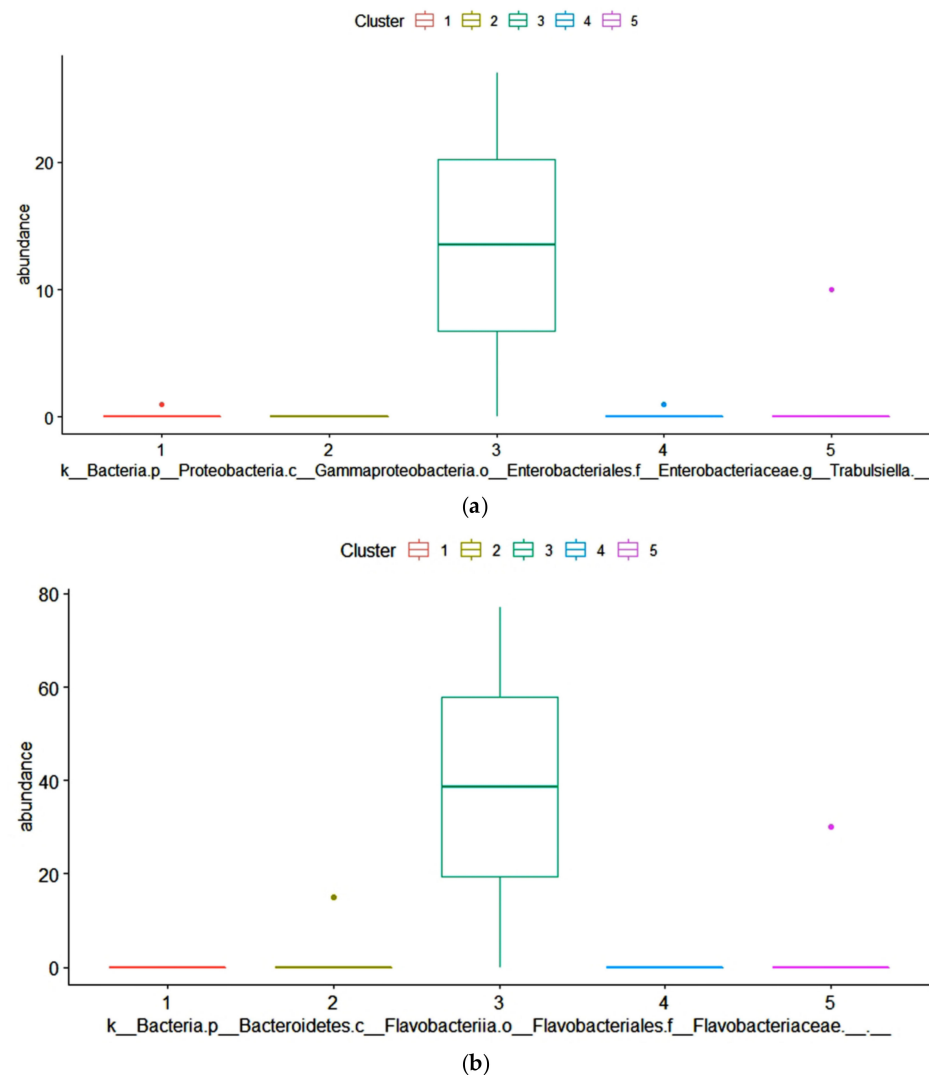 Cluster 1 2 3 4 5
20
10
0
abundance
1 2 3 4 5
k__Bacteria.p__Proteobacteria.c__Gammaproteobacteria.o__Enterobacteriales.f__Enterobacteriaceae.g__Trabulsiella.__
(a)
Cluster 1 2 3 4 5
80
60
40
20
0
abundance
1 2 3 4 5
k__Bacteria.p__Bacteroidetes.c__Flavobacteriia.o__Flavobacteriales.f__Flavobacteriaceae.__.__
(b)